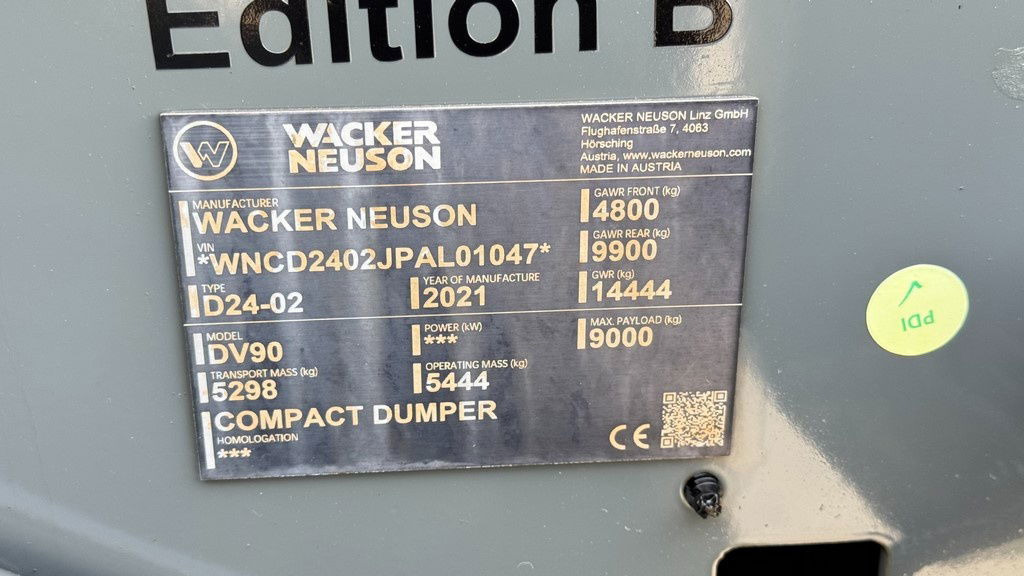 Edition B
WACKER
NEUSON
WACKER NEUSON Linz GmbH
Flughafenstraße 7, 4063
Hörsching
Austria, www.wackerneuson.com
MADE IN AUSTRIA
MANUFACTURER
WACKER NEUSON
VIN
*WNCD2402JPAL01047*
TYPE
D24-02
YEAR OF MANUFACTURE
2021
GAWR FRONT (kg)
4800
GAWR REAR (kg)
9900
GWR (kg)
14444
MODEL
DV90
POWER (kW)
***
MAX. PAYLOAD (kg)
9000
TRANSPORT MASS (kg)
5298
OPERATING MASS (kg)
5444
COMPACT DUMPER
HOMOLOGATION
***
CE
PDI